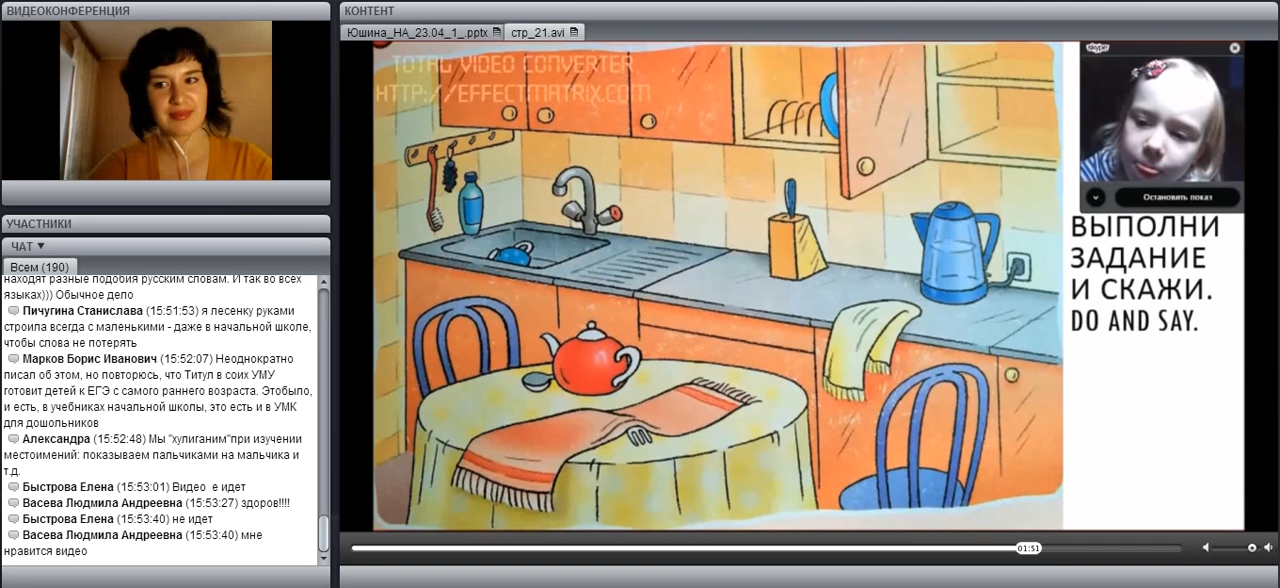 ВИДЕОКОНФЕРЕНЦИЯ
УЧАСТНИКИ
ЧАТ ▼
Всем (190)
находят разные подобия русским словам. И так во всех
языках))) Обычное дело
Пичугина Станислава (15:51:53) я лесенку руками
строила всегда с маленькими - даже в начальной школе,
чтобы слова не потерять
Марков Борис Иванович (15:52:07) Неоднократно
писал об этом, но повторюсь, что Титул в соих УМУ
готовит детей к ЕГЭ с самого раннего возраста. Этобыло,
и есть, в учебниках начальной школы, это есть и в УМК
для дошольников
Александра (15:52:48) Мы "хулиганим"при изучении
местоимений: показываем пальчиками на мальчика и
т.д.
Быстрова Елена (15:53:01) Видео е идет
Васева Людмила Андреевна (15:53:27) здоров!!!!
Быстрова Елена (15:53:40) не идет
Васева Людмила Андреевна (15:53:40) мне
нравится видео
КОНТЕНТ
Юшина_НА_23.04_1_.pptx стр_21.avi
TOTAL VIDEO CONVERTER
HTTP://EFFECTMATRIX.COM
skype
Остановить показ
ВЫПОЛНИ
ЗАДАНИЕ
И СКАЖИ.
DO AND SAY.
01:51